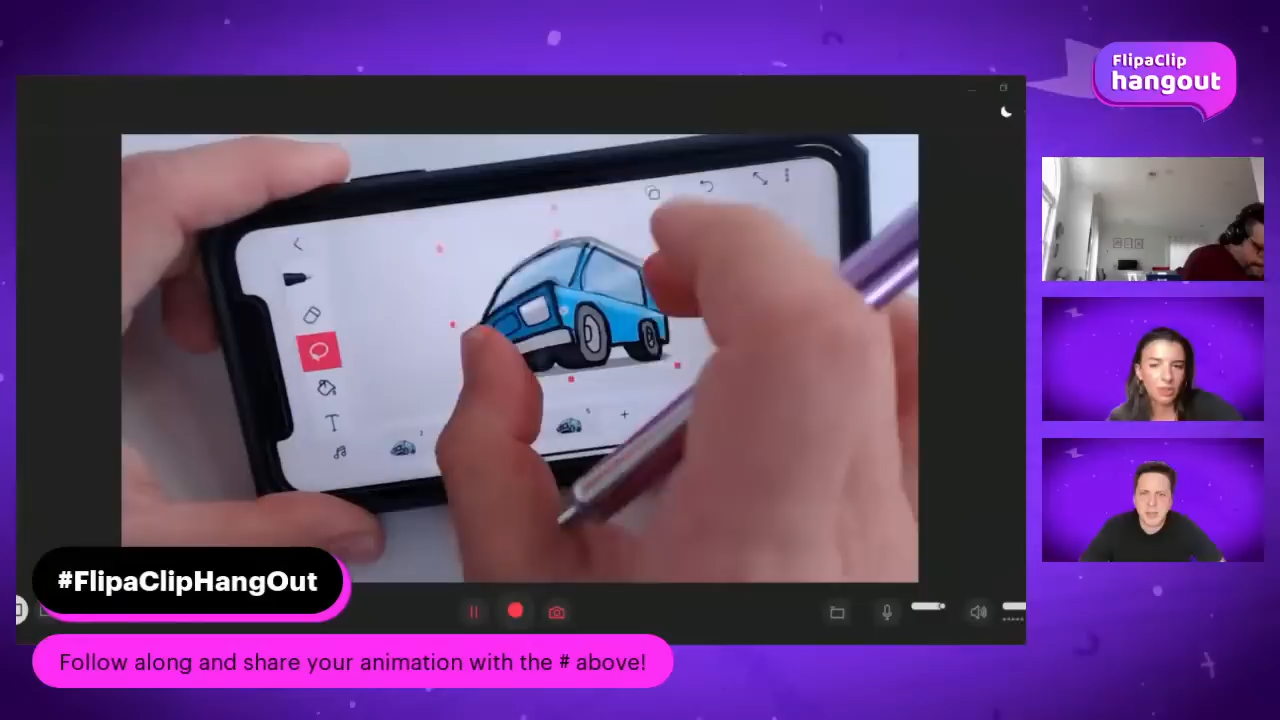 FlipaClip
hangout
#FlipaClipHangOut
Follow along and share your animation with the # above!